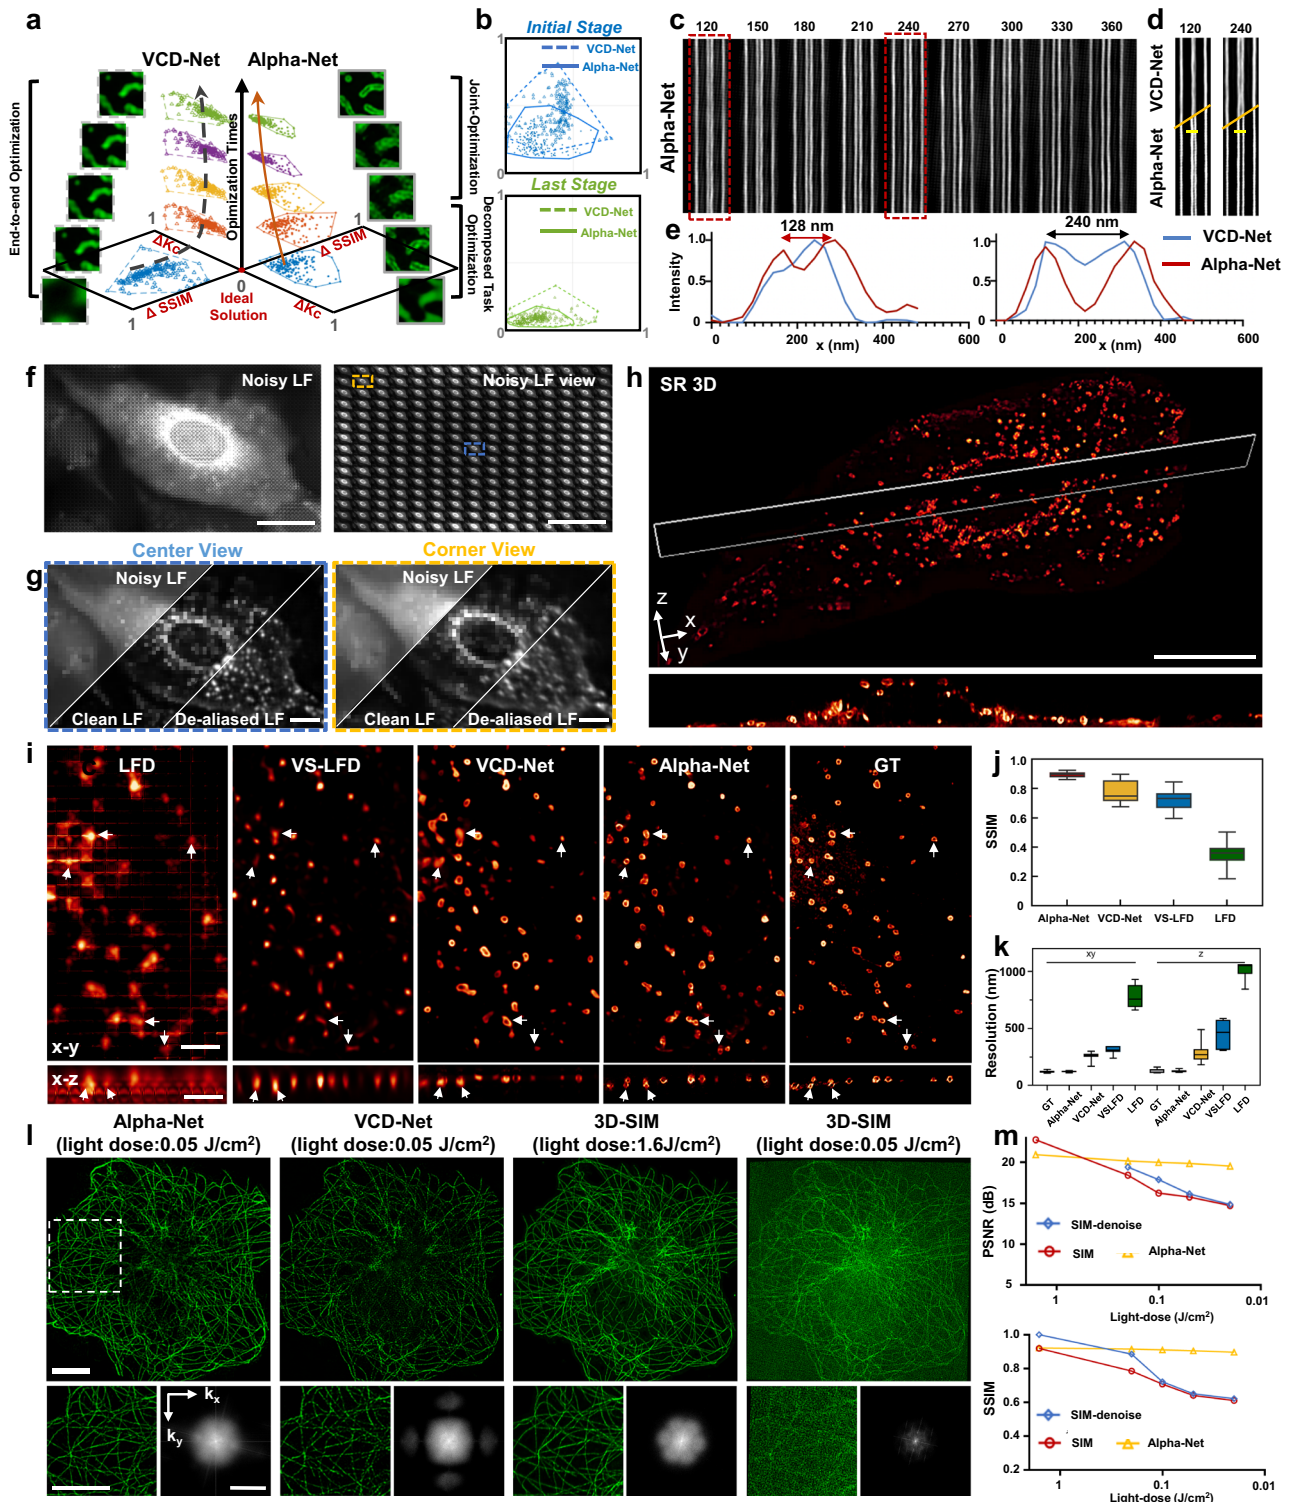 a
VCD-Net
Alpha-Net
End-to-end Optimization
Opimization Times
Joint-Optimization
Decomposed Task
Optimization
1
1
ΔKc
Δ SSIM
Δ SSIM
ΔKc
0
1
1
Ideal
Solution
b
Initial Stage
1
VCD-Net
Alpha-Net
0
1
Last Stage
1
VCD-Net
Alpha-Net
0
1
c
120 150 180 210 240 270 300 330 360
Alpha-Net
d
120 240
VCD-Net
Alpha-Net
e
128 nm
1.0
0.5
0
Intensity
0 200 400 600
x (nm)
240 nm
1.0
0.5
0
0 200 400 600
x (nm)
VCD-Net
Alpha-Net
f
Noisy LF
Noisy LF view
g
Center View
Noisy LF
Clean LF
De-aliased LF
Corner View
Noisy LF
Clean LF
De-aliased LF
h
SR 3D
z
x
y
i
LFD
VS-LFD
VCD-Net
Alpha-Net
GT
x-y
x-z
j
1.0
0.8
0.6
0.4
0.2
0
SSIM
Alpha-Net VCD-Net VS-LFD LFD
k
xy
z
1000
500
0
Resolution (nm)
GT Alpha-Net VCD-Net VSLFD LFD GT Alpha-Net VCD-Net VSLFD LFD
l
Alpha-Net
(light dose:0.05 J/cm²)
VCD-Net
(light dose:0.05 J/cm²)
3D-SIM
(light dose:1.6J/cm²)
3D-SIM
(light dose:0.05 J/cm²)
kx
ky
m
20
15
10
5
PSNR (dB)
SIM-denoise
SIM
Alpha-Net
1 0.1 0.01
Light-dose (J/cm²)
1.0
0.8
0.6
0.4
0.2
SSIM
SIM-denoise
SIM
Alpha-Net
1 0.1 0.01
Light-dose (J/cm²)